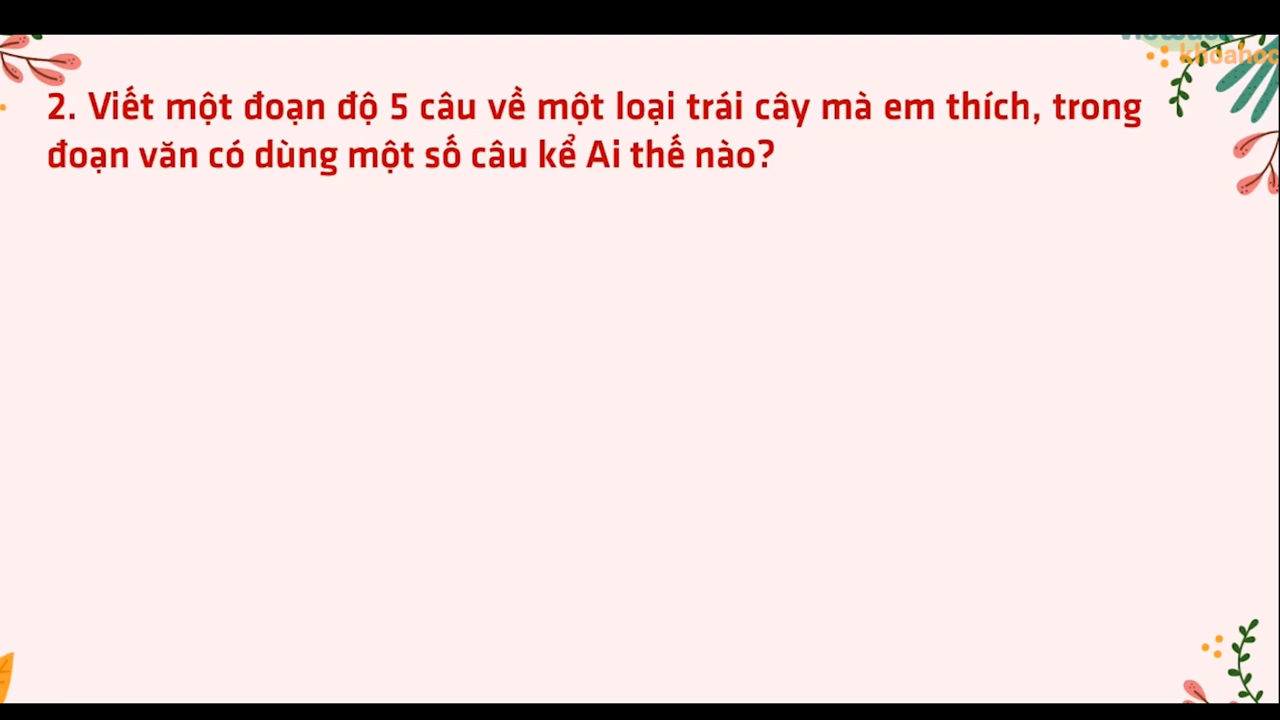 khoahoc
2. Viết một đoạn độ 5 câu về một loại trái cây mà em thích, trong
đoạn văn có dùng một số câu kể Ai thế nào?